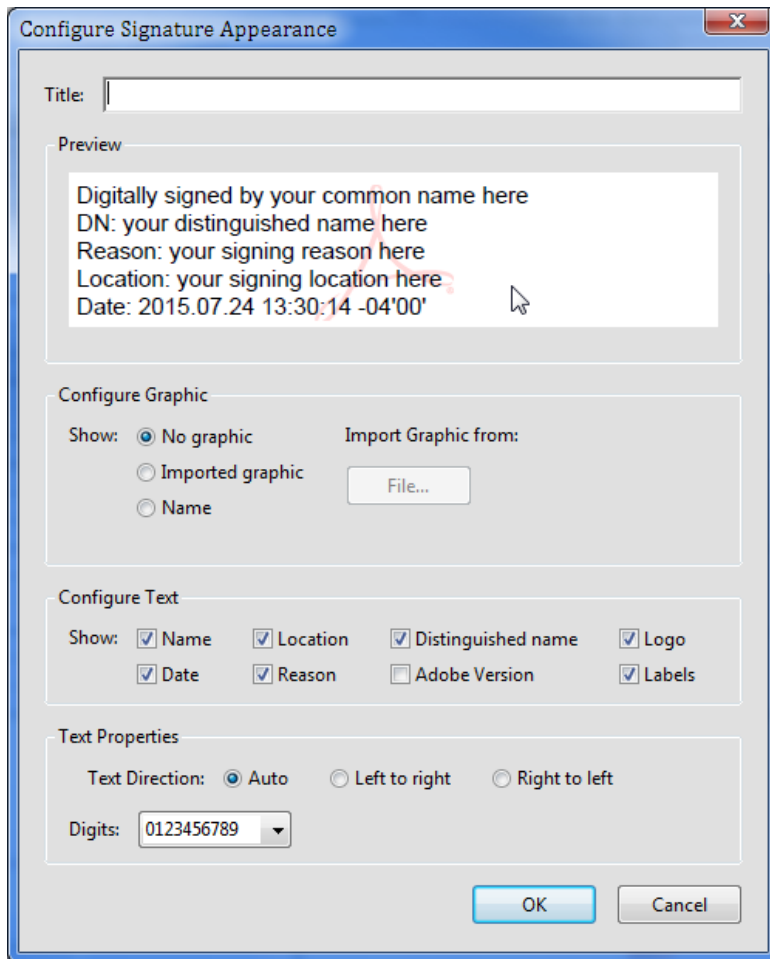 Configure Signature Appearance
Title:
Preview
Digitally signed by your common name here
DN: your distinguished name here
Reason: your signing reason here
Location: your signing location here
Date: 2015.07.24 13:30:14 -04'00'
Configure Graphic
Show: No graphic Import Graphic from:
Imported graphic File...
Name
Configure Text
Show: Name Location Distinguished name Logo
Date Reason Adobe Version Labels
Text Properties
Text Direction: Auto Left to right Right to left
Digits: 0123456789
OK Cancel